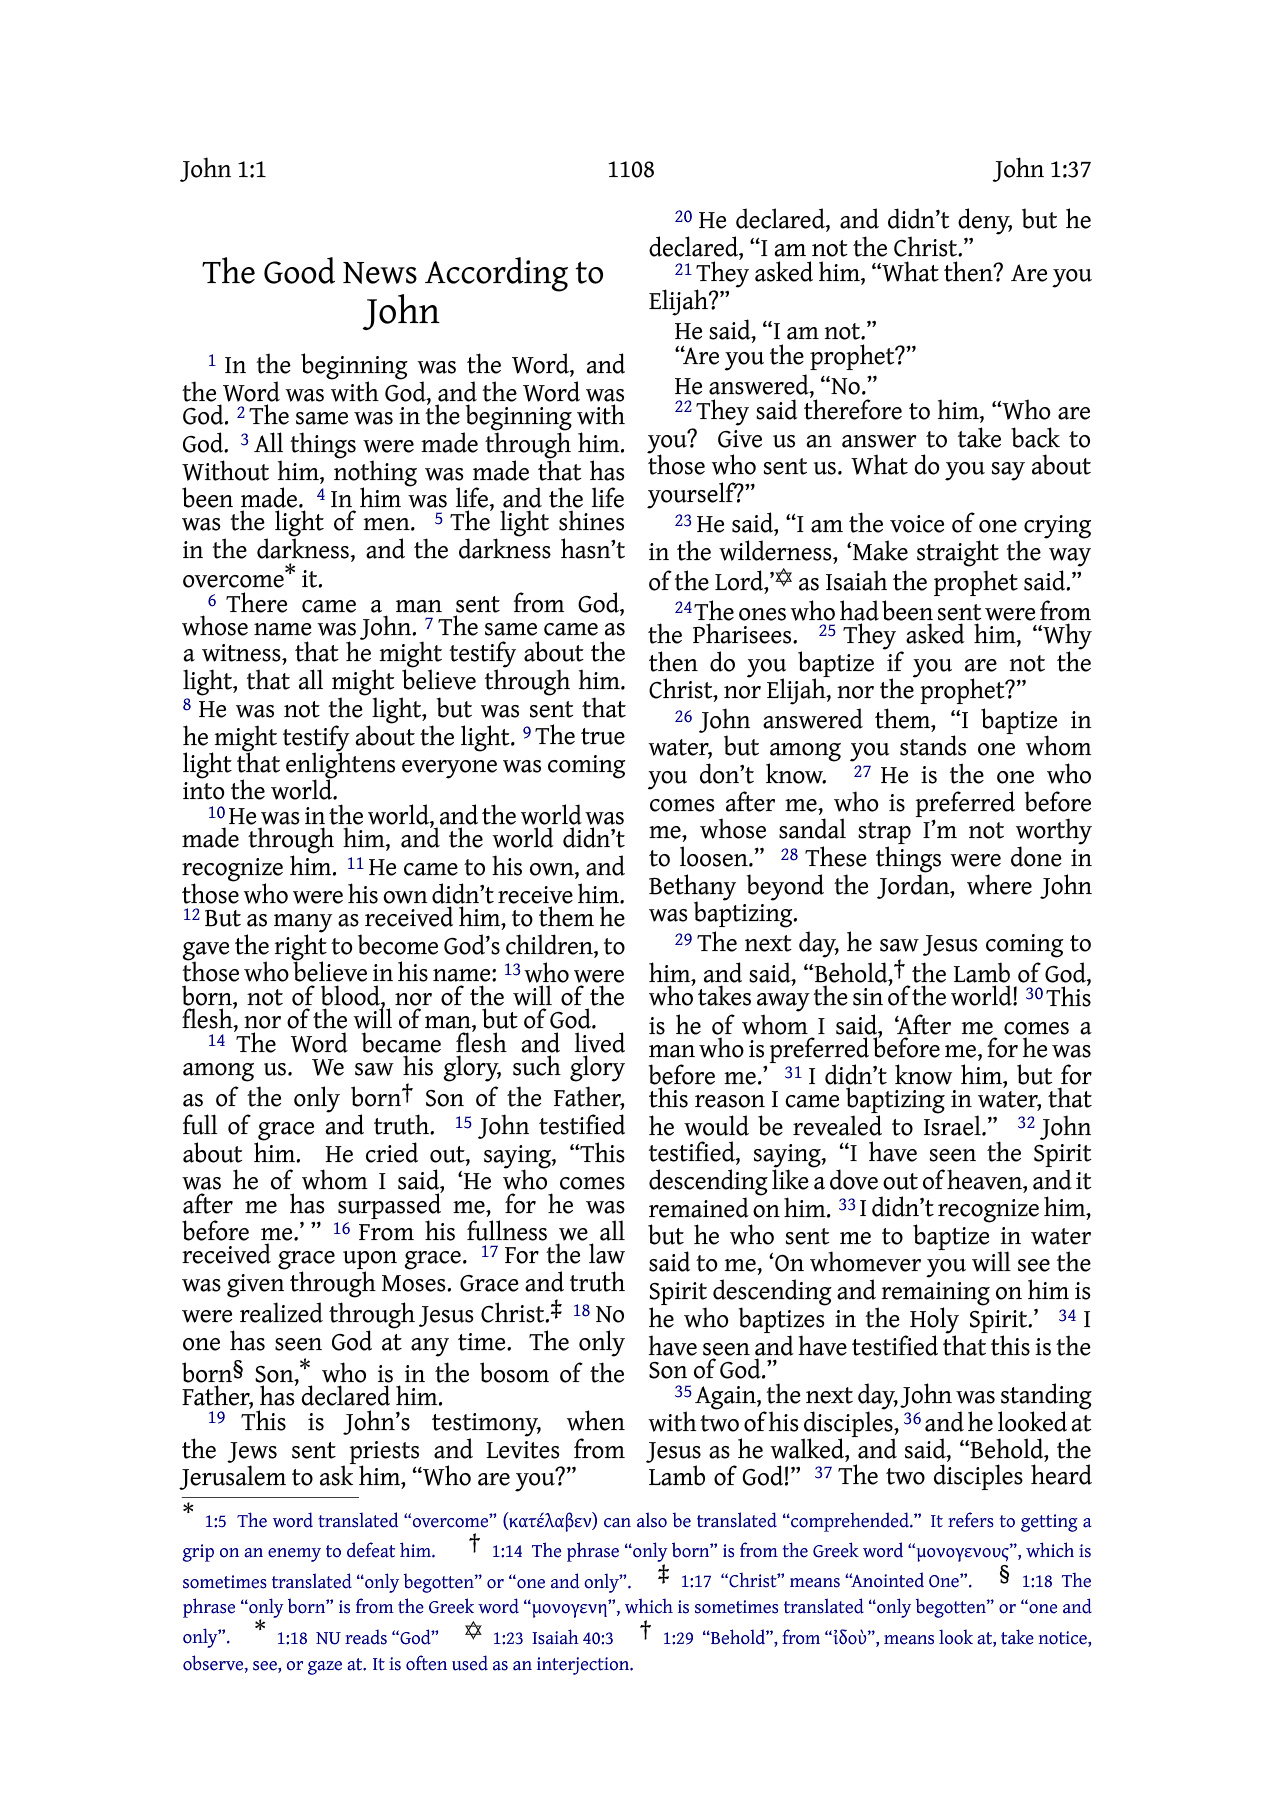 John 1:1 1108 John 1:37
The Good News According to
John
1 In the beginning was the Word, and
the Word was with God, and the Word was
God. 2 The same was in the beginning with
God. 3 All things were made through him.
Without him, nothing was made that has
been made. 4 In him was life, and the life
was the light of men. 5 The light shines
in the darkness, and the darkness hasn’t
overcome* it.
6 There came a man sent from God,
whose name was John. 7 The same came as
a witness, that he might testify about the
light, that all might believe through him.
8 He was not the light, but was sent that
he might testify about the light. 9 The true
light that enlightens everyone was coming
into the world.
10 He was in the world, and the world was
made through him, and the world didn’t
recognize him. 11 He came to his own, and
those who were his own didn’t receive him.
12 But as many as received him, to them he
gave the right to become God’s children, to
those who believe in his name: 13 who were
born, not of blood, nor of the will of the
flesh, nor of the will of man, but of God.
14 The Word became flesh and lived
among us. We saw his glory, such glory
as of the only born† Son of the Father,
full of grace and truth. 15 John testified
about him. He cried out, saying, “This
was he of whom I said, ‘He who comes
after me has surpassed me, for he was
before me.’ ” 16 From his fullness we all
received grace upon grace. 17 For the law
was given through Moses. Grace and truth
were realized through Jesus Christ.‡ 18 No
one has seen God at any time. The only
born§ Son,* who is in the bosom of the
Father, has declared him.
19 This is John’s testimony, when
the Jews sent priests and Levites from
Jerusalem to ask him, “Who are you?”
20 He declared, and didn’t deny, but he
declared, “I am not the Christ.”
21 They asked him, “What then? Are you
Elijah?”
He said, “I am not.”
“Are you the prophet?”
He answered, “No.”
22 They said therefore to him, “Who are
you? Give us an answer to take back to
those who sent us. What do you say about
yourself?”
23 He said, “I am the voice of one crying
in the wilderness, ‘Make straight the way
of the Lord,’✡ as Isaiah the prophet said.”
24 The ones who had been sent were from
the Pharisees. 25 They asked him, “Why
then do you baptize if you are not the
Christ, nor Elijah, nor the prophet?”
26 John answered them, “I baptize in
water, but among you stands one whom
you don’t know. 27 He is the one who
comes after me, who is preferred before
me, whose sandal strap I’m not worthy
to loosen.” 28 These things were done in
Bethany beyond the Jordan, where John
was baptizing.
29 The next day, he saw Jesus coming to
him, and said, “Behold,† the Lamb of God,
who takes away the sin of the world! 30 This
is he of whom I said, ‘After me comes a
man who is preferred before me, for he was
before me.’ 31 I didn’t know him, but for
this reason I came baptizing in water, that
he would be revealed to Israel.” 32 John
testified, saying, “I have seen the Spirit
descending like a dove out of heaven, and it
remained on him. 33 I didn’t recognize him,
but he who sent me to baptize in water
said to me, ‘On whomever you will see the
Spirit descending and remaining on him is
he who baptizes in the Holy Spirit.’ 34 I
have seen and have testified that this is the
Son of God.”
35 Again, the next day, John was standing
with two of his disciples, 36 and he looked at
Jesus as he walked, and said, “Behold, the
Lamb of God!” 37 The two disciples heard
* 1:5 The word translated “overcome” (κατέλαβεν) can also be translated “comprehended.” It refers to getting a
grip on an enemy to defeat him. † 1:14 The phrase “only born” is from the Greek word “μονογενους”, which is
sometimes translated “only begotten” or “one and only”. ‡ 1:17 “Christ” means “Anointed One”. § 1:18 The
phrase “only born” is from the Greek word “μονογενη”, which is sometimes translated “only begotten” or “one and
only”. * 1:18 NU reads “God” ✡ 1:23 Isaiah 40:3 † 1:29 “Behold”, from “ἰδοὺ”, means look at, take notice,
observe, see, or gaze at. It is often used as an interjection.